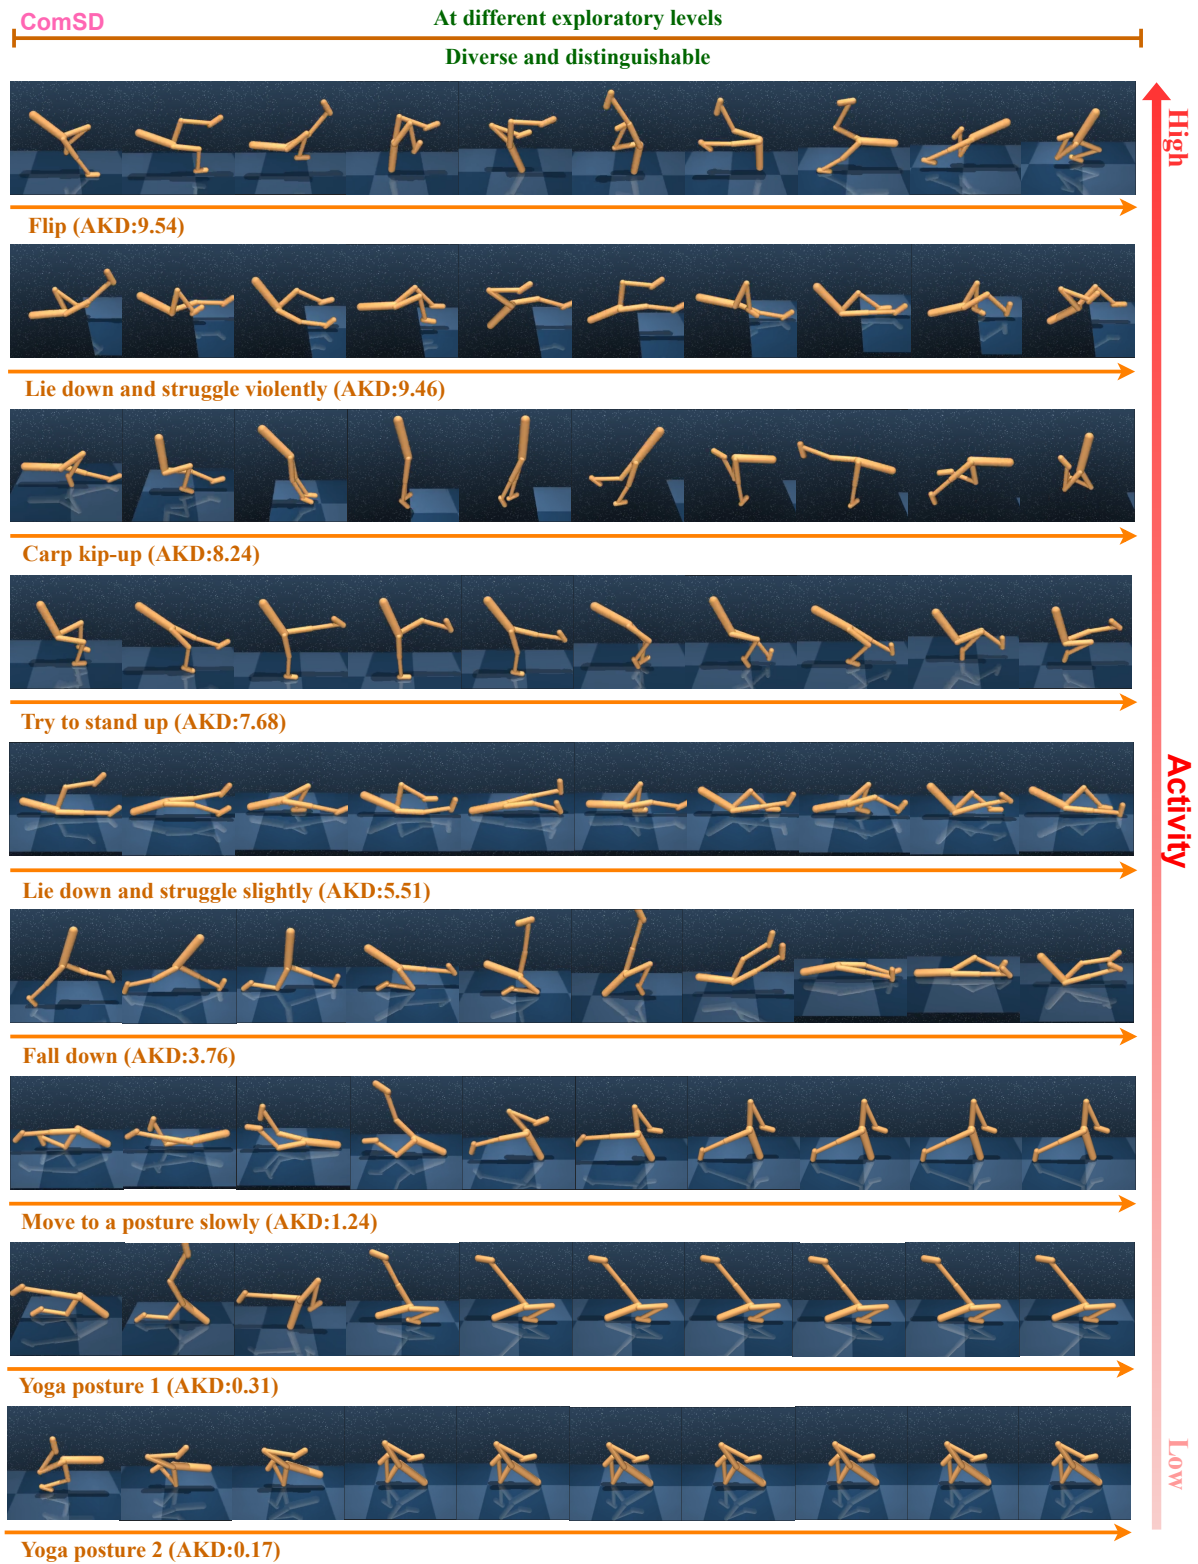 ComSD
At different exploratory levels
Diverse and distinguishable
High
Flip (AKD:9.54)
Lie down and struggle violently (AKD:9.46)
Carp kip-up (AKD:8.24)
Try to stand up (AKD:7.68)
Activity
Lie down and struggle slightly (AKD:5.51)
Fall down (AKD:3.76)
Move to a posture slowly (AKD:1.24)
Yoga posture 1 (AKD:0.31)
Low
Yoga posture 2 (AKD:0.17)